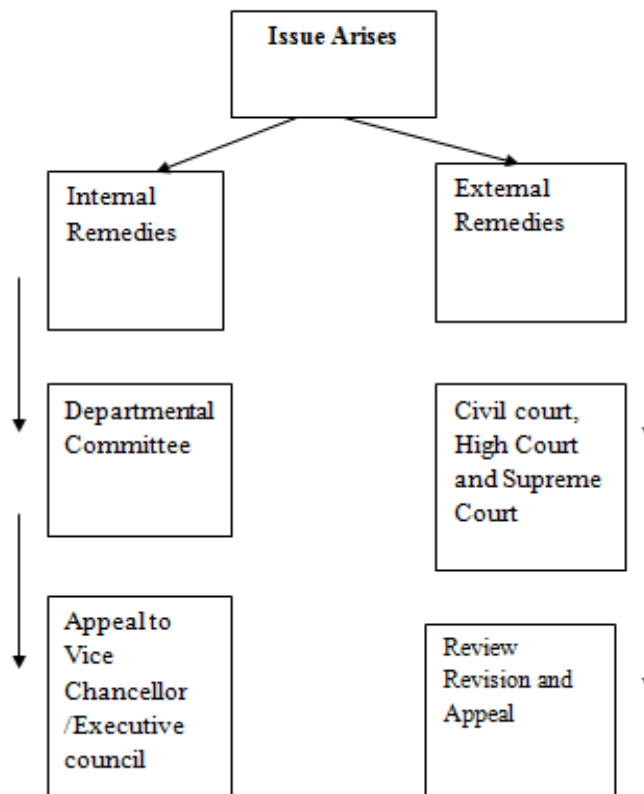 Issue Arises
Internal
Remedies
External
Remedies
Departmental
Committee
Civil court,
High Court
and Supreme
Court
Appeal to
Vice
Chancellor
/Executive
council
Review
Revision and
Appeal